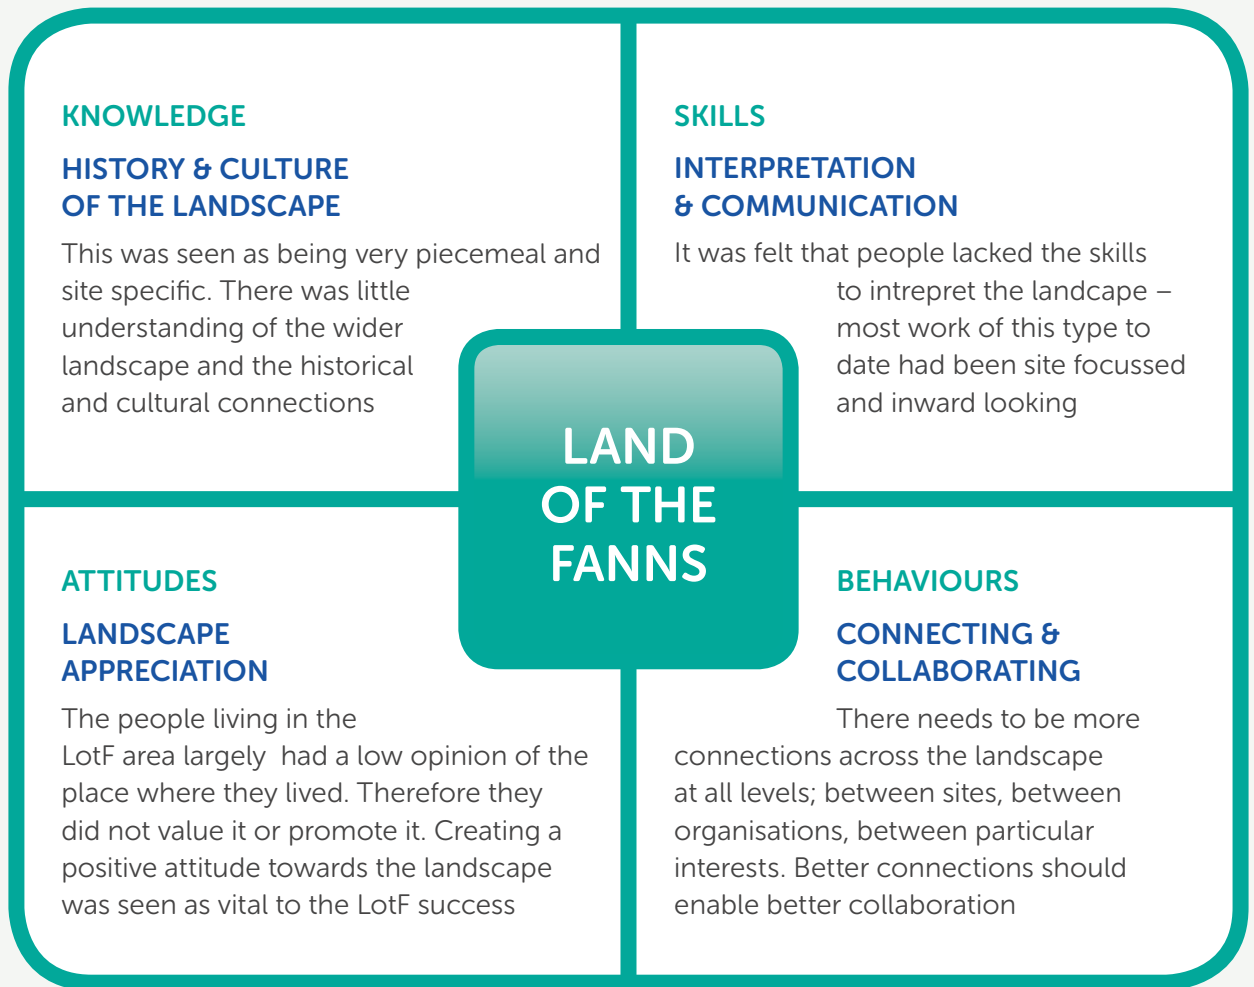 KNOWLEDGE
HISTORY & CULTURE
OF THE LANDSCAPE
This was seen as being very piecemeal and
site specific. There was little
understanding of the wider
landscape and the historical
and cultural connections
SKILLS
INTERPRETATION
& COMMUNICATION
It was felt that people lacked the skills
to intrepret the landcape –
most work of this type to
date had been site focussed
and inward looking
LAND
OF THE
FANNS
ATTITUDES
LANDSCAPE
APPRECIATION
The people living in the
LotF area largely  had a low opinion of the
place where they lived. Therefore they
did not value it or promote it. Creating a
positive attitude towards the landscape
was seen as vital to the LotF success
BEHAVIOURS
CONNECTING &
COLLABORATING
There needs to be more
connections across the landscape
at all levels; between sites, between
organisations, between particular
interests. Better connections should
enable better collaboration